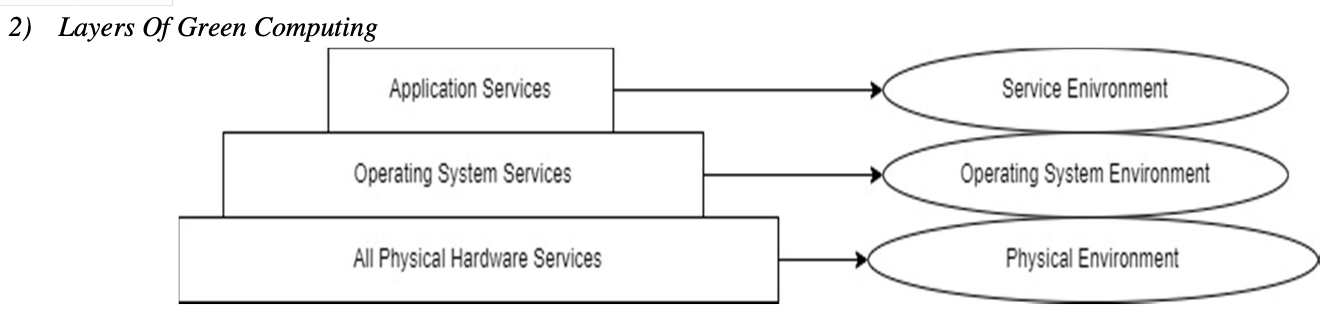 2) Layers Of Green Computing
Application Services
Service Enivronment
Operating System Services
Operating System Environment
All Physical Hardware Services
Physical Environment